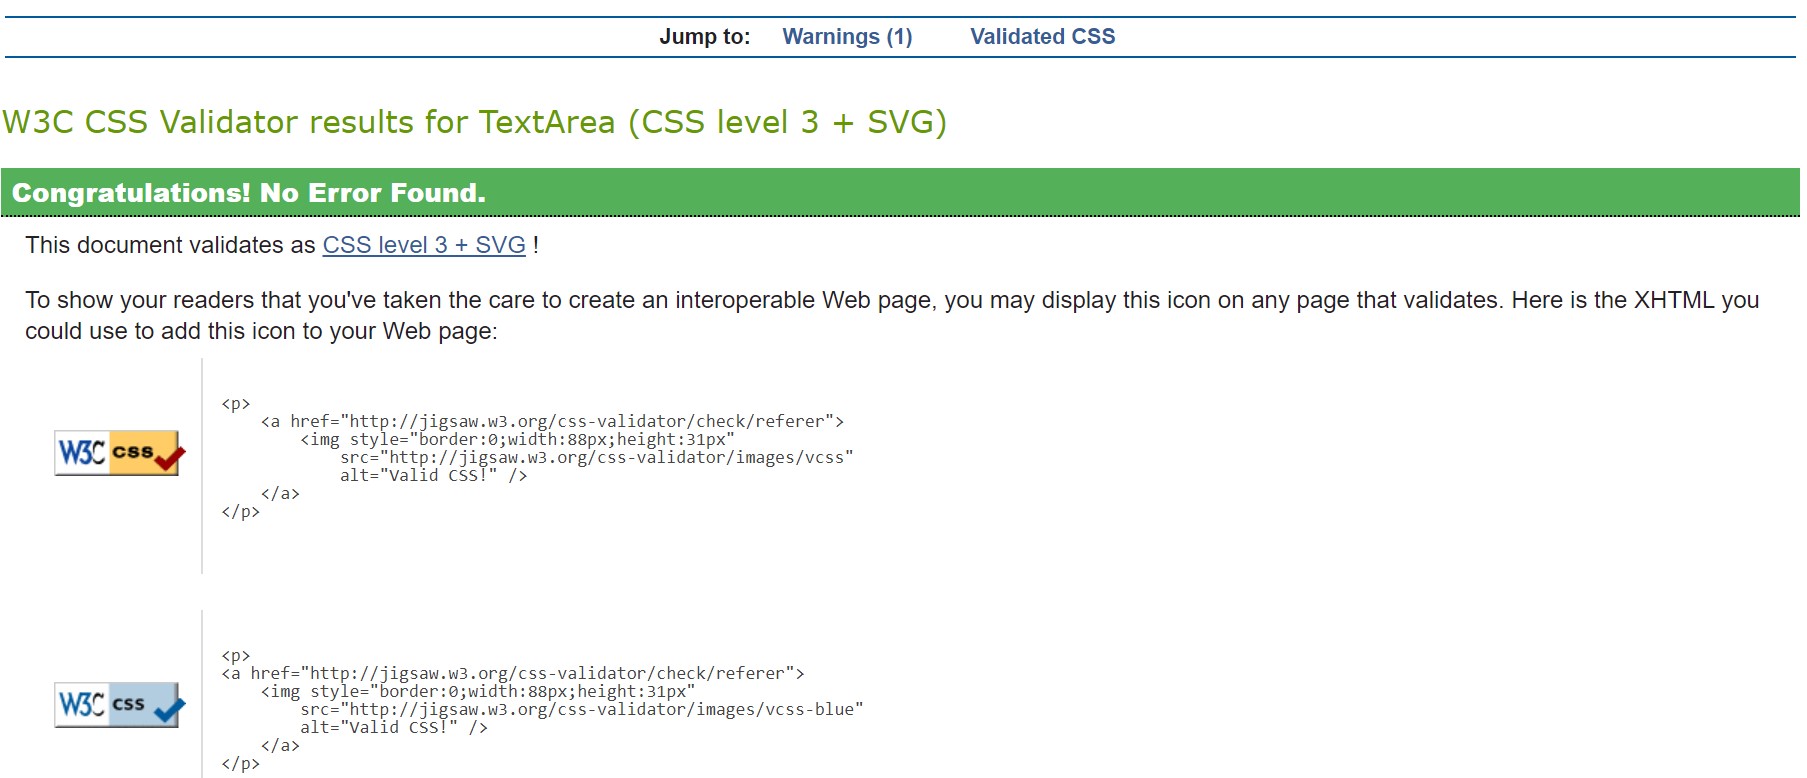 Jump to: Warnings (1) Validated CSS
W3C CSS Validator results for TextArea (CSS level 3 + SVG)
Congratulations! No Error Found.
This document validates as CSS level 3 + SVG !
To show your readers that you've taken the care to create an interoperable Web page, you may display this icon on any page that validates. Here is the XHTML you
could use to add this icon to your Web page:
<p>
    <a href="http://jigsaw.w3.org/css-validator/check/referer">
        <img style="border:0;width:88px;height:31px"
            src="http://jigsaw.w3.org/css-validator/images/vcss"
            alt="Valid CSS!" />
    </a>
</p>
W3C css
<p>
<a href="http://jigsaw.w3.org/css-validator/check/referer">
    <img style="border:0;width:88px;height:31px"
        src="http://jigsaw.w3.org/css-validator/images/vcss-blue"
        alt="Valid CSS!" />
    </a>
</p>
W3C css